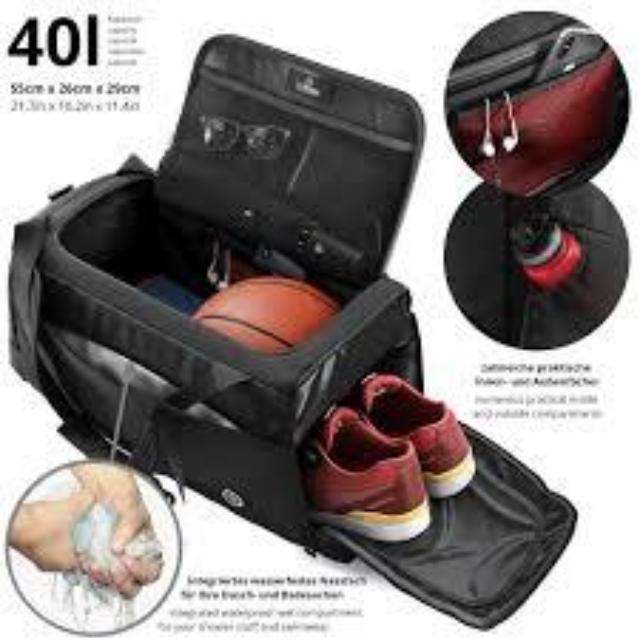 40l
55cm x 26cm x 29cm
21.7in x 10.2in x 11.4in
zahlreiche praktische
Innen- und Außenfächer
numerous practical inside
and outside compartments
Integriertes wasserfestes Nassfach
für Ihre Dusch- und Badesachen
integrated waterproof wet compartment
for your shower stuff and swimwear